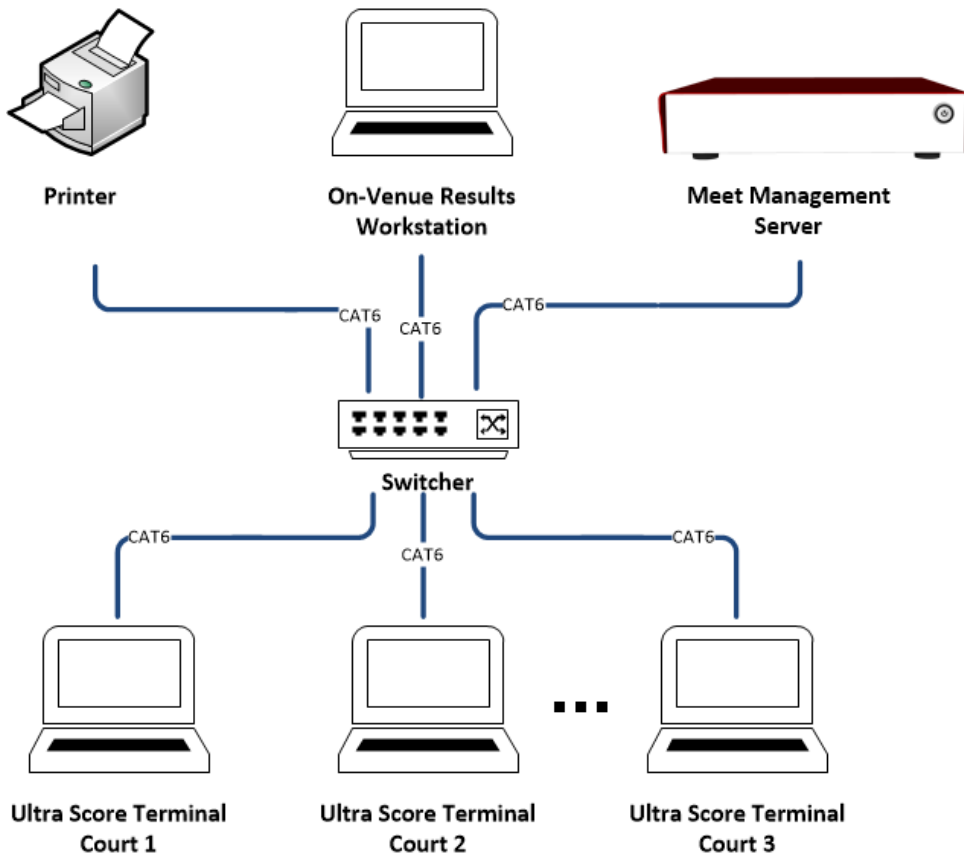 Printer
On-Venue Results
Workstation
Meet Management
Server
CAT6
CAT6
CAT6
Switcher
CAT6
CAT6
CAT6
Ultra Score Terminal
Court 1
Ultra Score Terminal
Court 2
Ultra Score Terminal
Court 3